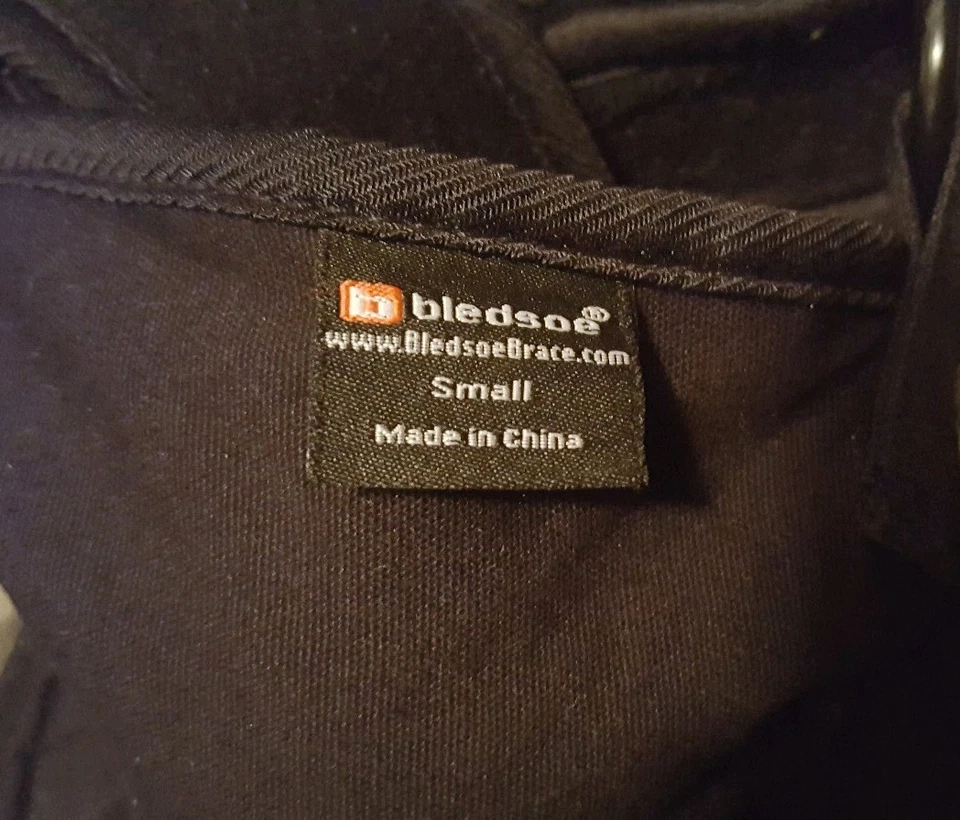 b bledsoe®
www.BledsoeBrace.com
Small
Made in China